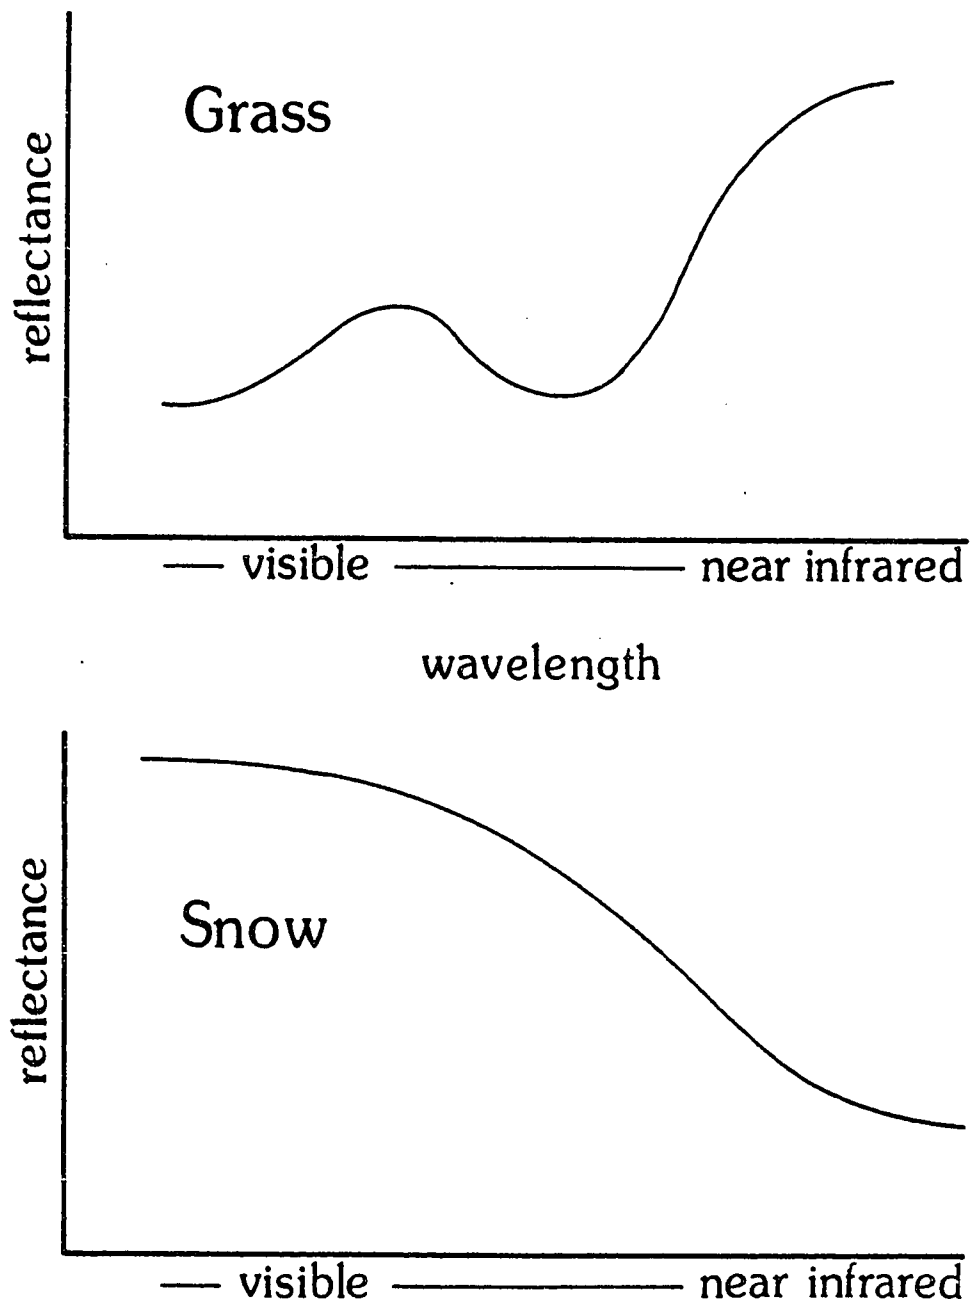 Grass
reflectance
visible near infrared
wavelength
Snow
reflectance
visible near infrared